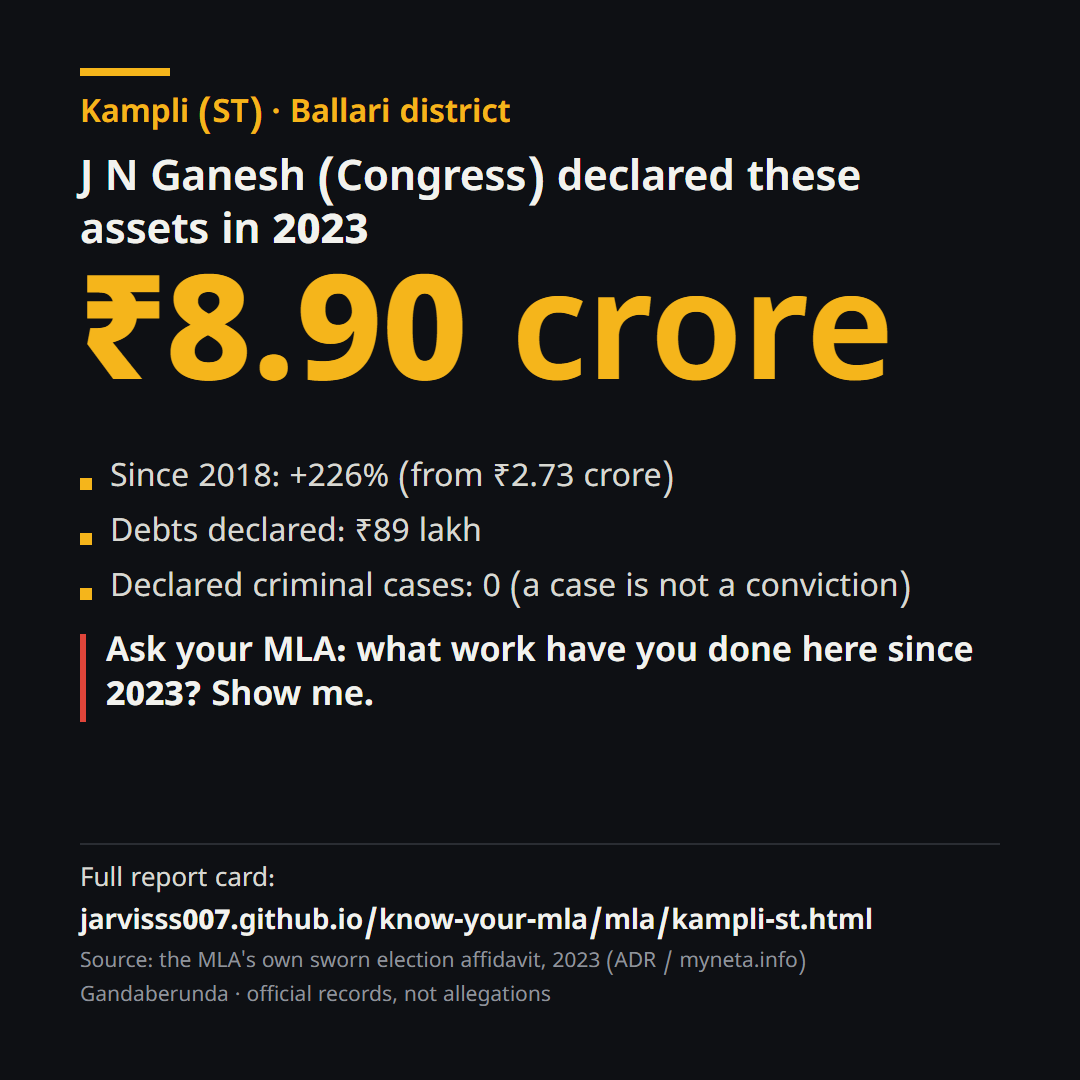 Kampli (ST) · Ballari district
J N Ganesh (Congress) declared these
assets in 2023
₹8.90 crore
Since 2018: +226% (from ₹2.73 crore)
Debts declared: ₹89 lakh
Declared criminal cases: 0 (a case is not a conviction)
Ask your MLA: what work have you done here since
2023? Show me.
Full report card:
jarvisss007.github.io/know-your-mla/mla/kampli-st.html
Source: the MLA's own sworn election affidavit, 2023 (ADR / myneta.info)
Gandaberunda · official records, not allegations